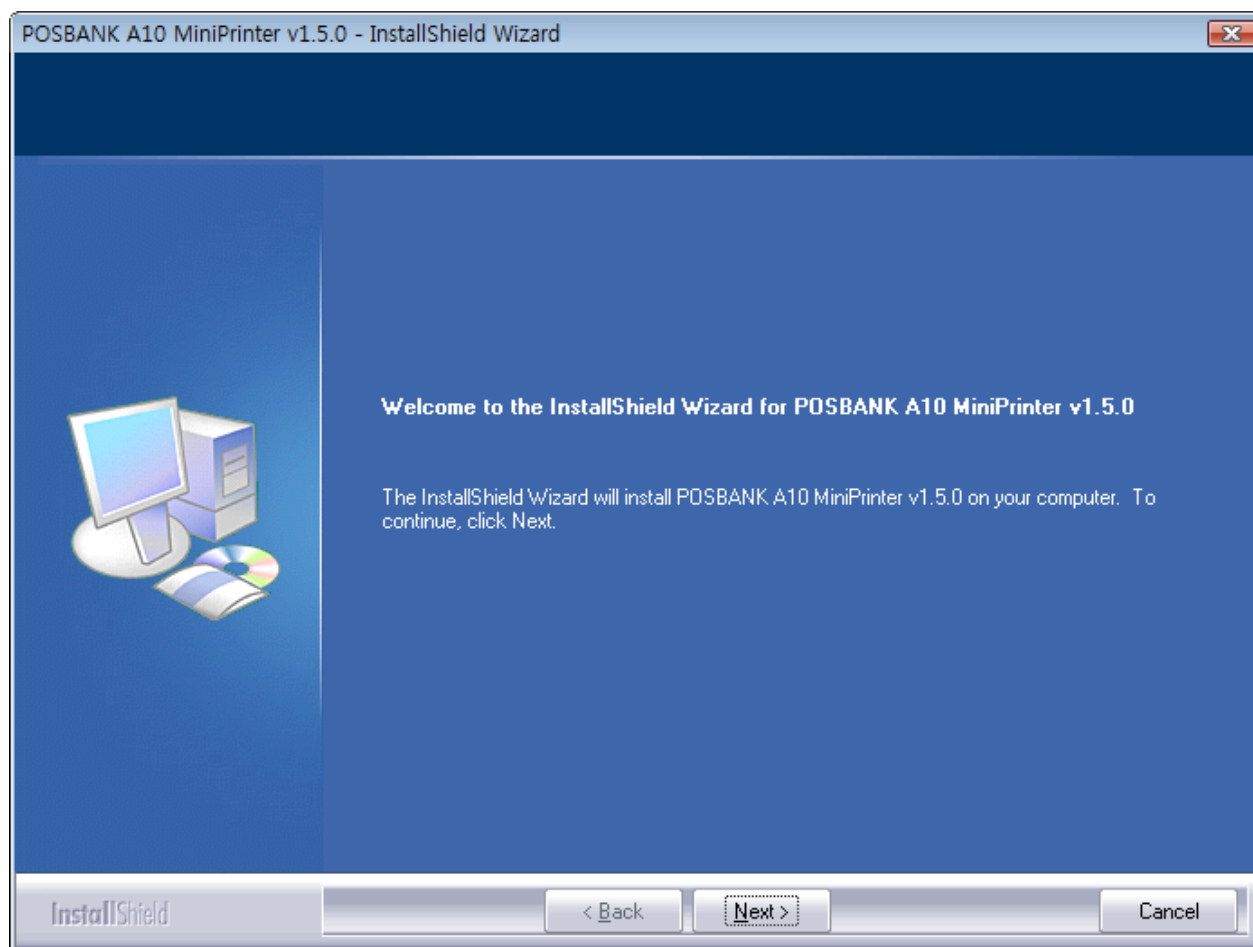 POSBANK A10 MiniPrinter v1.5.0 - InstallShield Wizard
Welcome to the InstallShield Wizard for POSBANK A10 MiniPrinter v1.5.0
The InstallShield Wizard will install POSBANK A10 MiniPrinter v1.5.0 on your computer.  To
continue, click Next.
InstallShield
< Back
Next >
Cancel